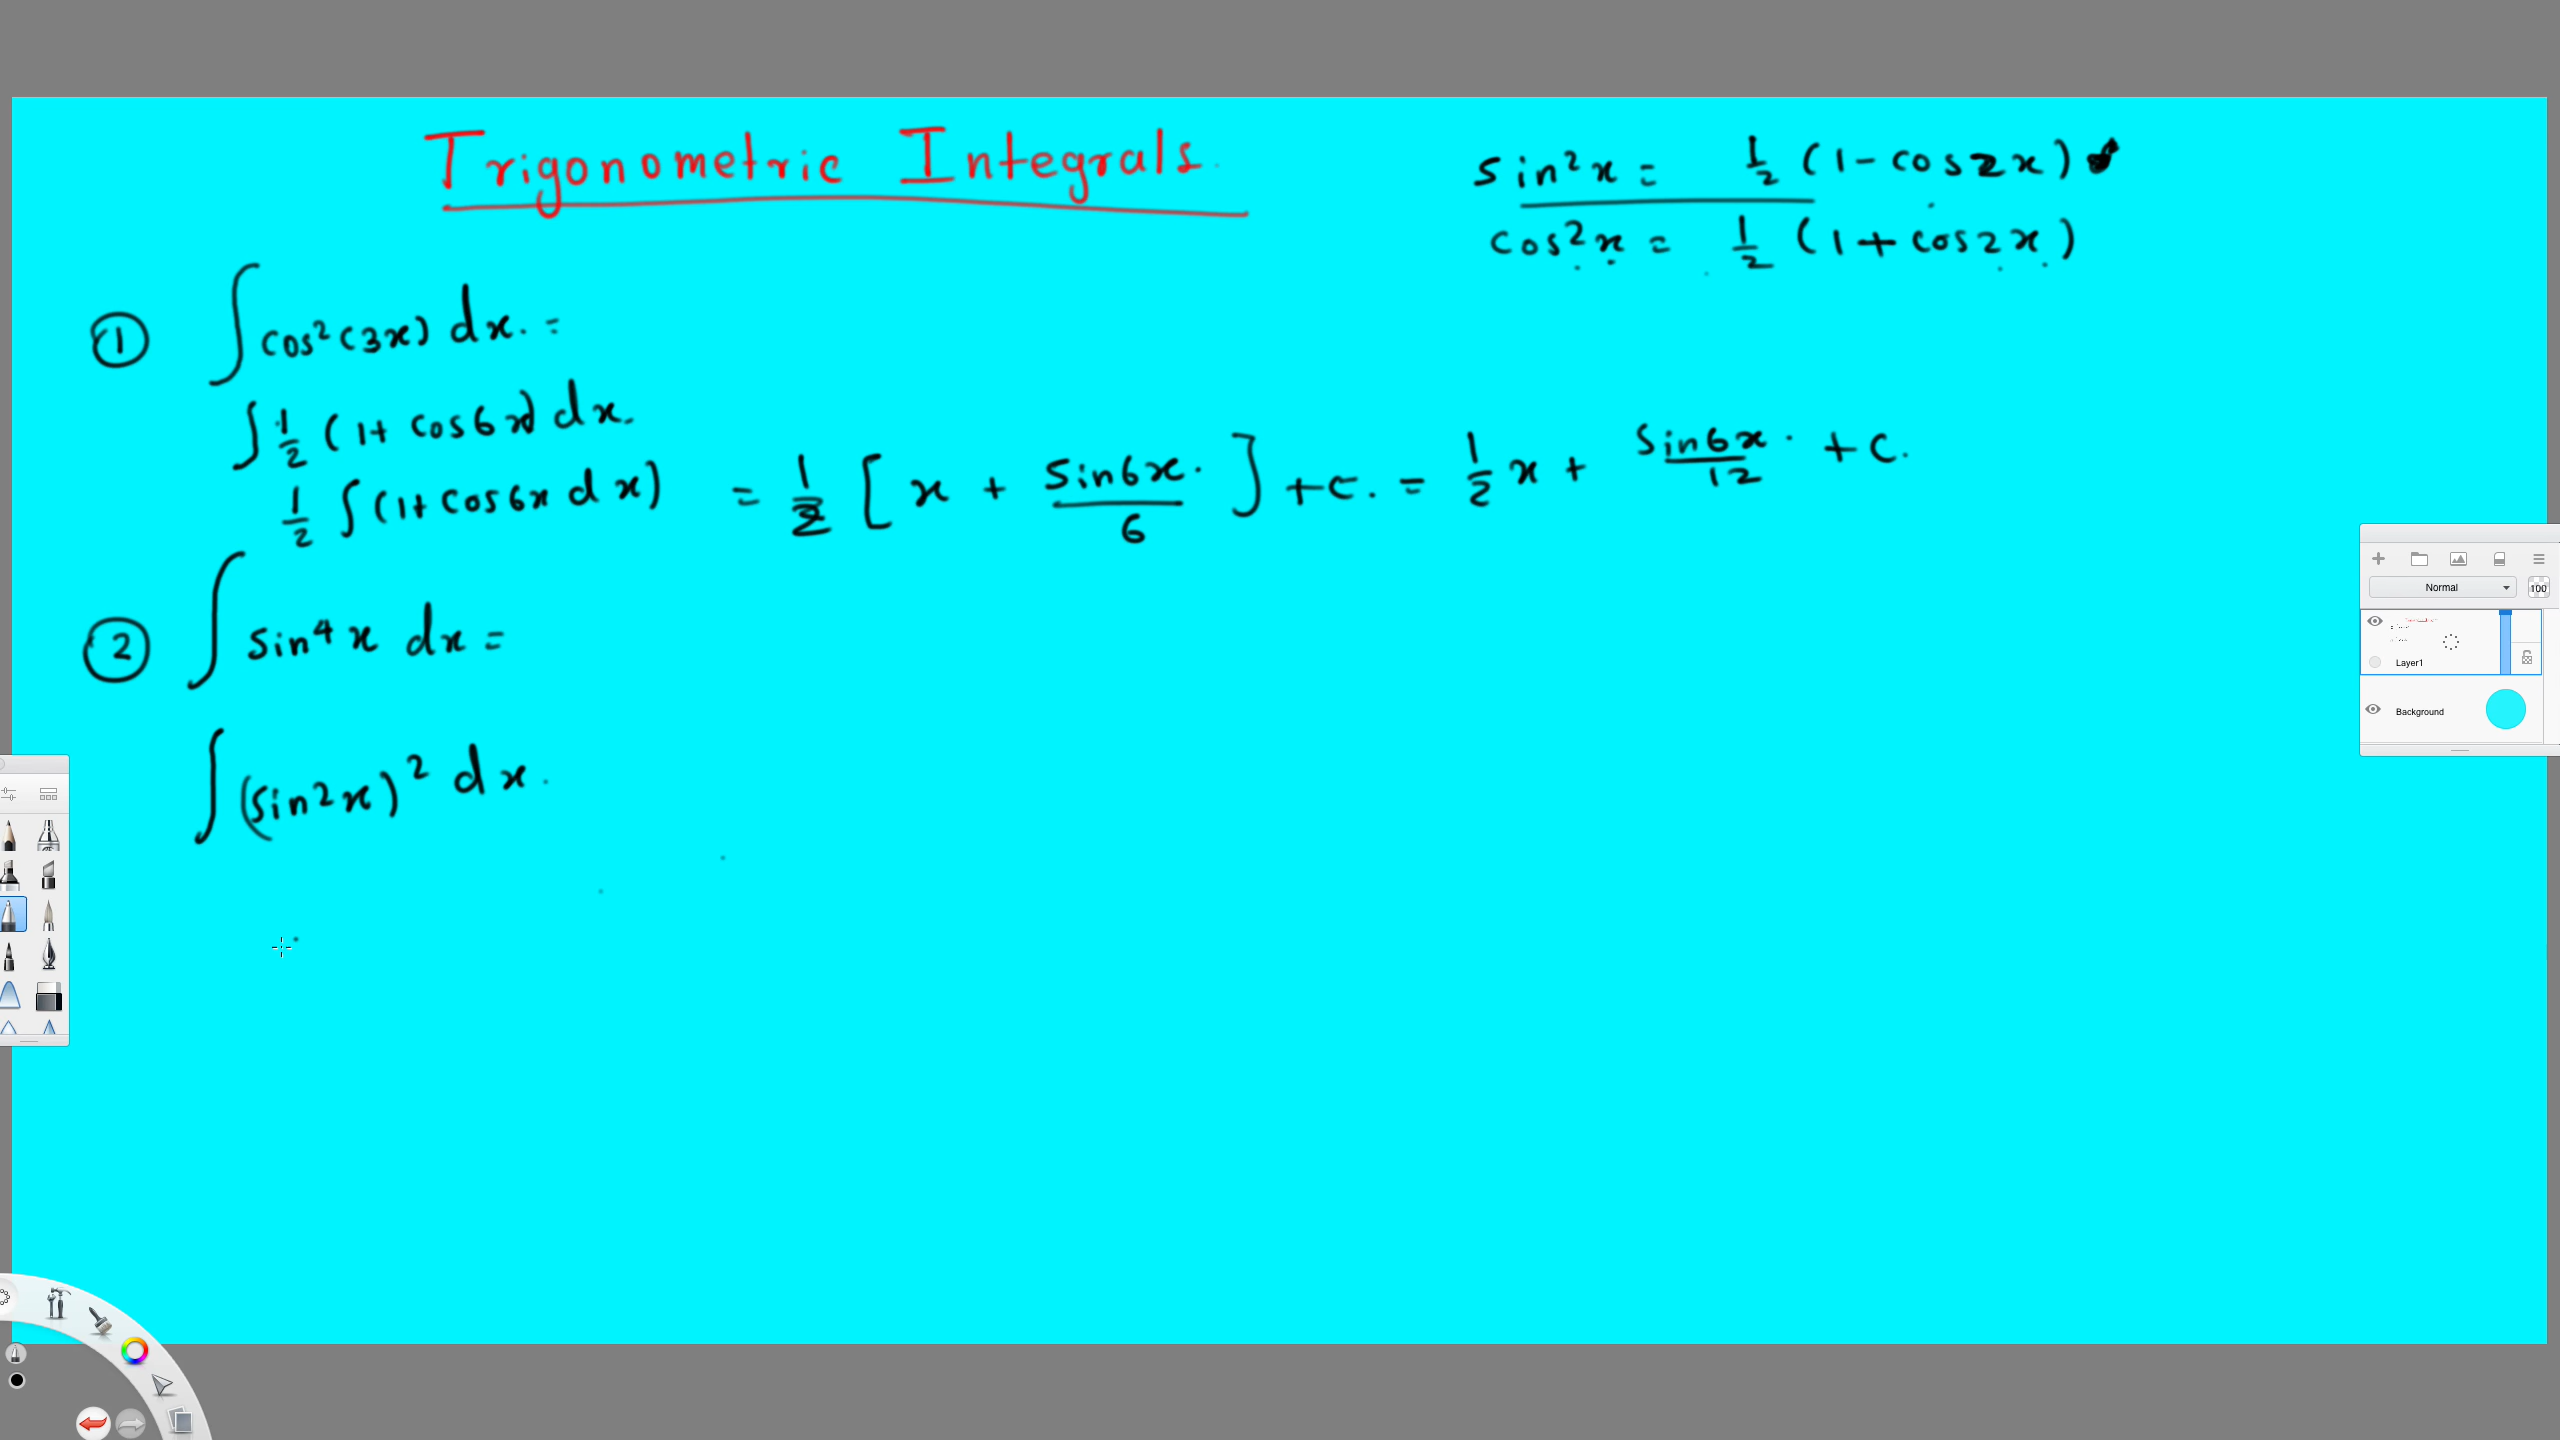 Trigonometric Integrals.
sin²x = ½ (1 - cos2x)
cos²x = ½ (1 + cos2x)
① ∫cos²(3x) dx. =
∫ ½ (1 + cos6x) dx.
½ ∫(1 + cos6x dx) = ½ [x + sin6x/6] + c. = ½ x + sin6x/12 + c.
② ∫ sin⁴x dx =
∫(sin²x)² dx.
Normal
100
Layer1
Background